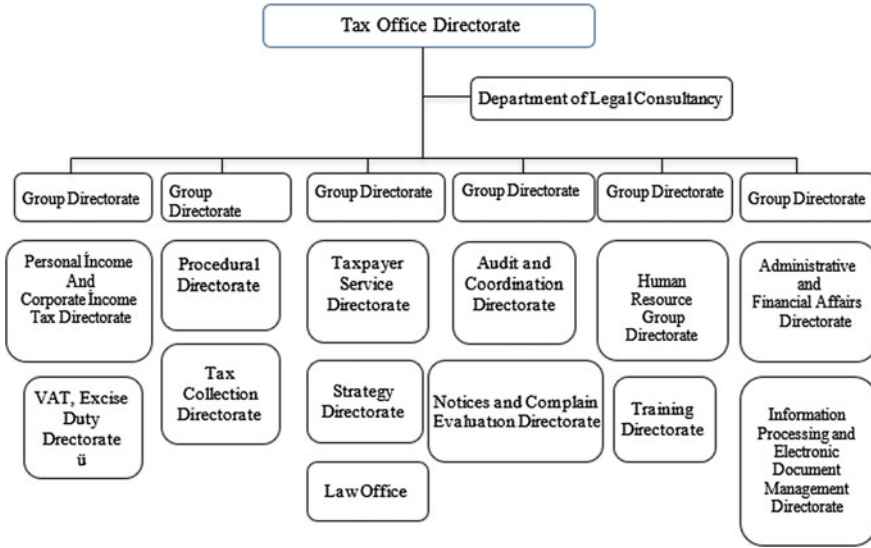 Tax Office Directorate
Department of Legal Consultancy
Group Directorate
Group
Directorate
Group Directorate
Group Directorate
Group Directorate
Group Directorate
Personal İncome
And
Corporate İncome
Tax Directorate
Procedural
Directorate
Taxpayer
Service
Directorate
Audit and
Coordination
Directorate
Human
Resource
Group
Directorate
Administrative
and
Financial Affairs
Directorate
VAT, Excise
Duty
Drectorate
ü
Tax
Collection
Directorate
Strategy
Directorate
Notices and Complain
Evaluatıon Directorate
Training
Directorate
Information
Processing and
Electronic
Document
Management
Directorate
Law Office